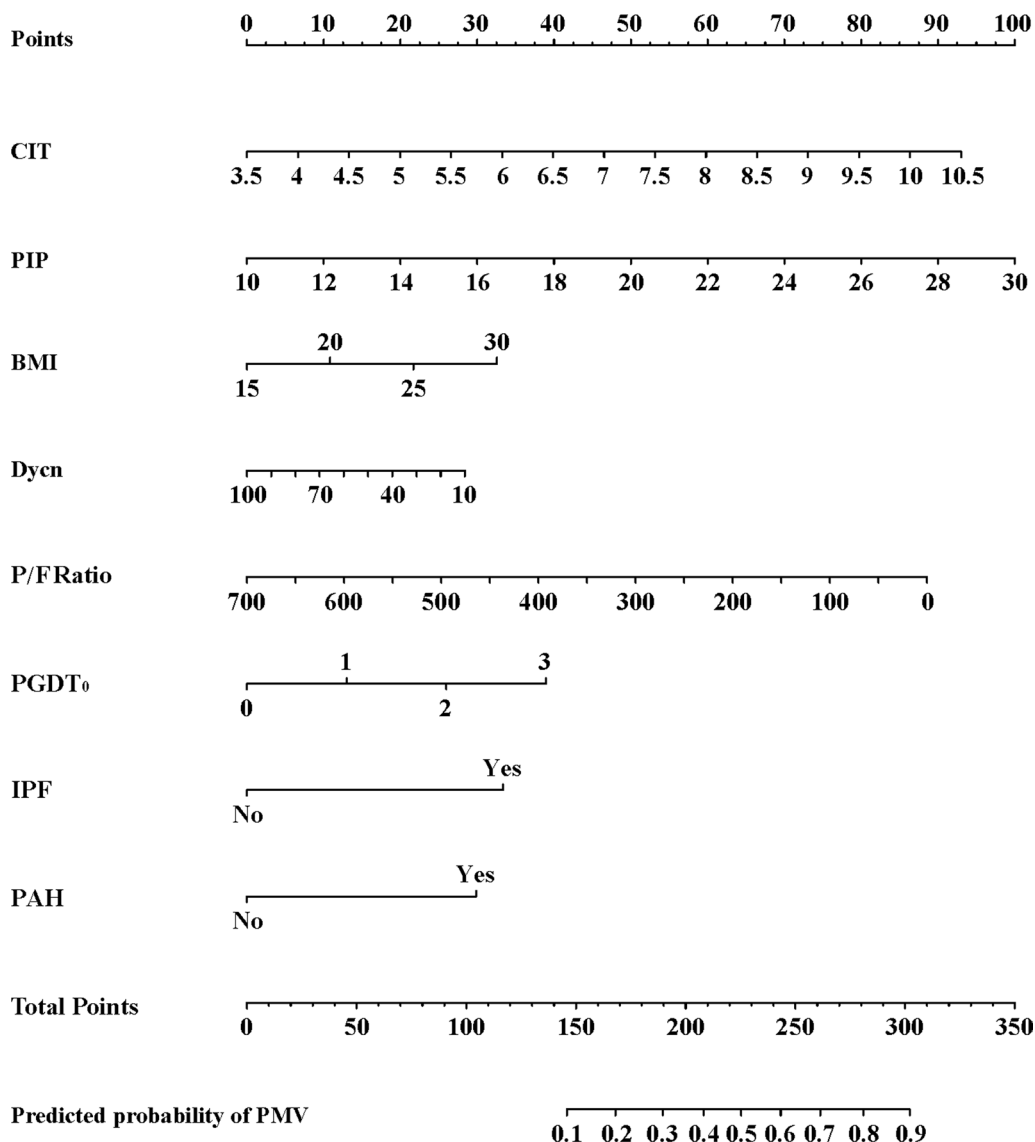 Points 0 10 20 30 40 50 60 70 80 90 100
CIT
3.5 4 4.5 5 5.5 6 6.5 7 7.5 8 8.5 9 9.5 10 10.5
PIP
10 12 14 16 18 20 22 24 26 28 30
20 30
BMI
15 25
Dycn
100 70 40 10
P/F Ratio
700 600 500 400 300 200 100 0
1 3
PGDT₀
0 2
Yes
IPF
No
Yes
PAH
No
Total Points
0 50 100 150 200 250 300 350
Predicted probability of PMV
0.1 0.2 0.3 0.4 0.5 0.6 0.7 0.8 0.9